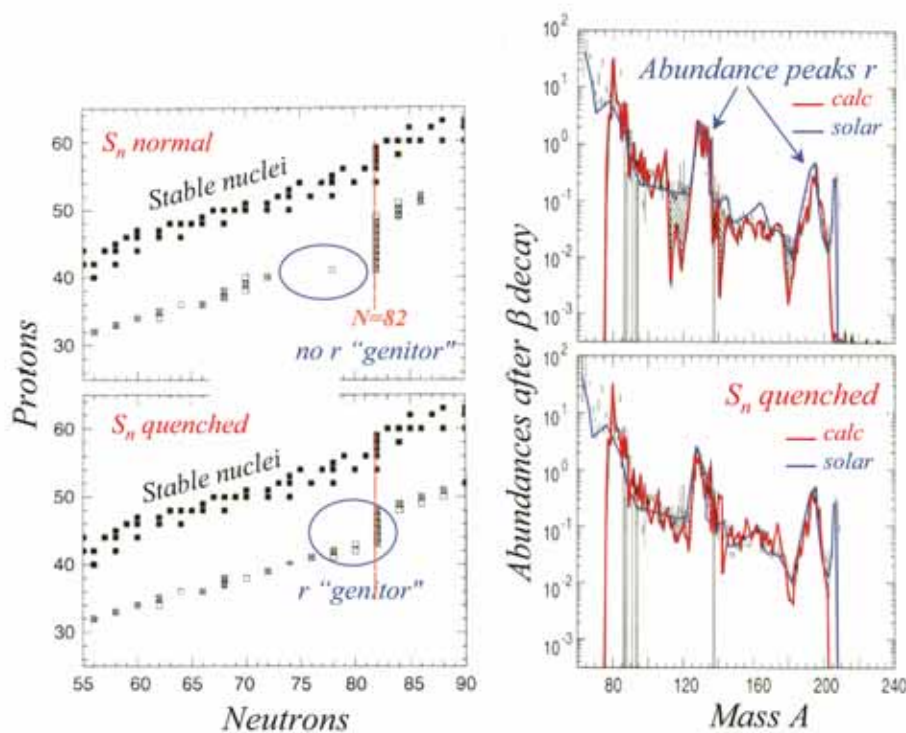 S_n normal
Stable nuclei
N=82
no r "genitor"
60
50
40
30
S_n quenched
Stable nuclei
r "genitor"
60
50
40
30
55 60 65 70 75 80 85 90
Neutrons
Protons
Abundance peaks r
calc
solar
10^2
10^1
10^0
10^-1
10^-2
10^-3
S_n quenched
calc
solar
10^2
10^1
10^0
10^-1
10^-2
10^-3
80 120 160 200 240
Mass A
Abundances after β decay